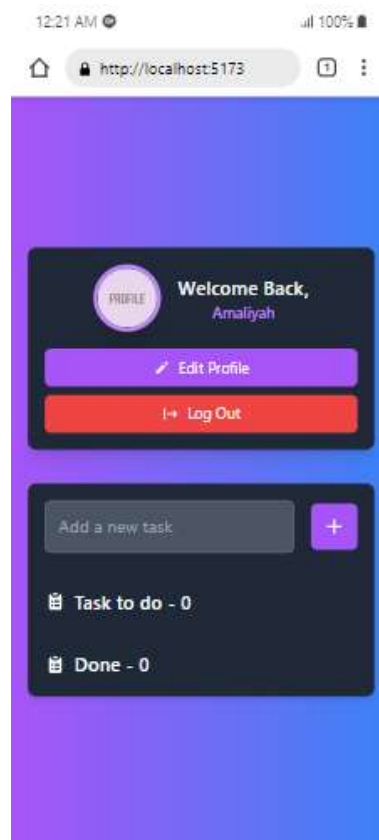 12:21 AM
100%
http://localhost:5173
1
PROFILE
Welcome Back,
Amaliyah
Edit Profile
Log Out
Add a new task
+
Task to do - 0
Done - 0